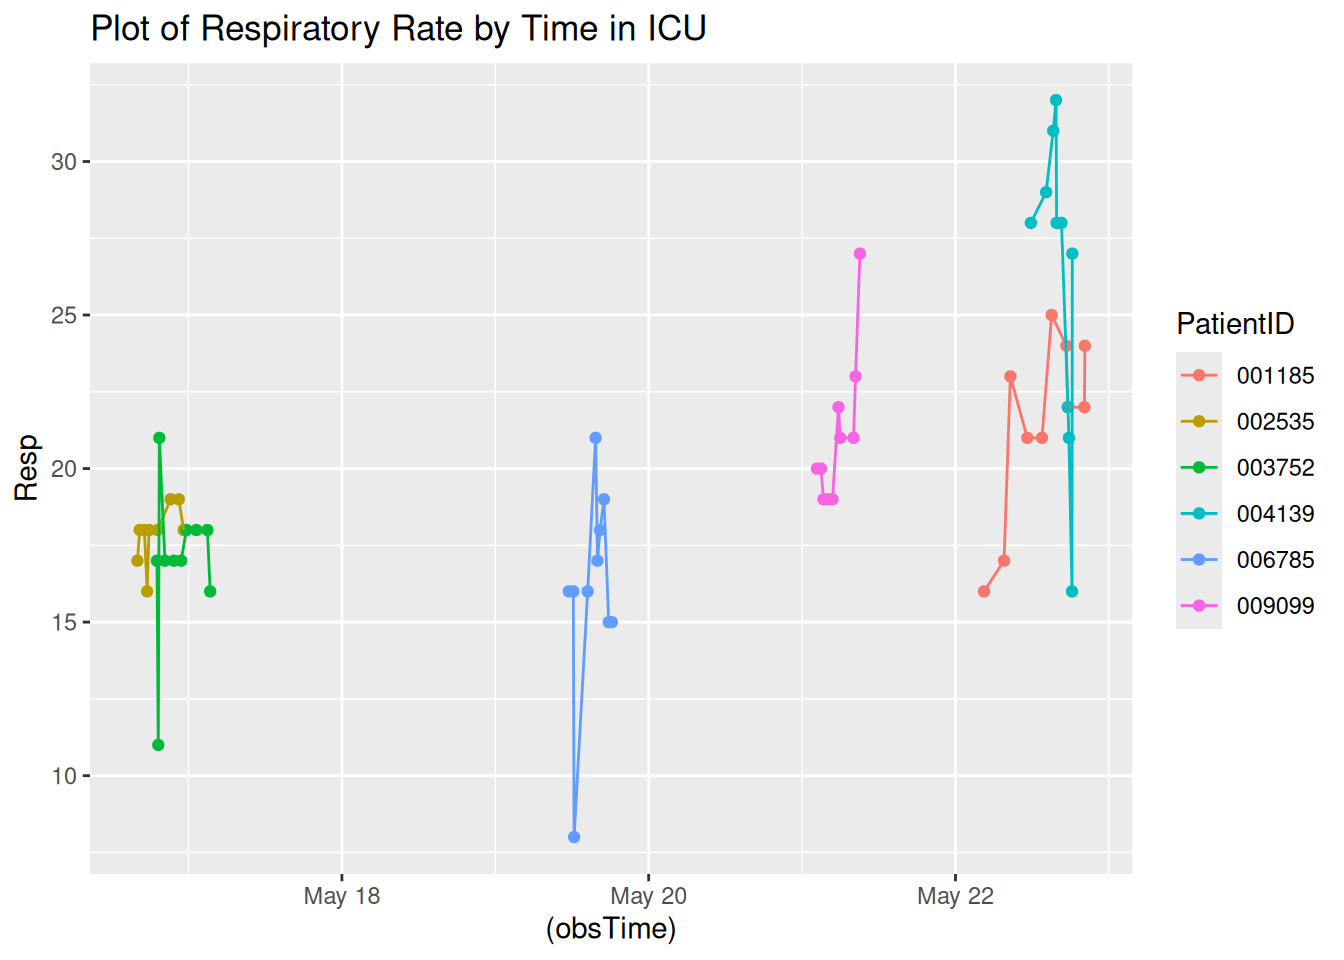 Plot of Respiratory Rate by Time in ICU
30
25
20
15
10
Resp
May 18
May 20
May 22
(obsTime)
PatientID
001185
002535
003752
004139
006785
009099